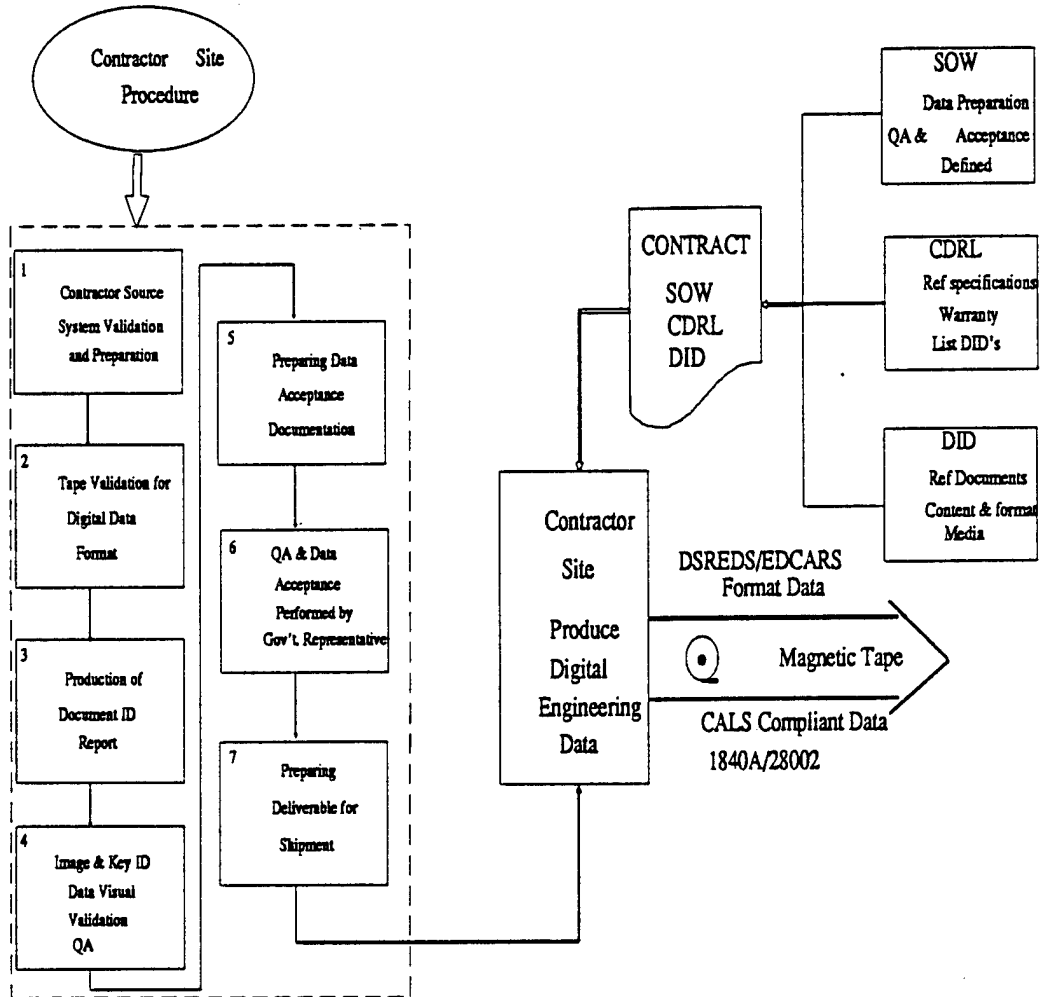 Contractor Site
Procedure
1
Contractor Source
System Validation
and Preparation
2
Tape Validation for
Digital Data
Format
3
Production of
Document ID
Report
4
Image & Key ID
Data Visual
Validation
QA
5
Preparing Data
Acceptance
Documentation
6
QA & Data
Acceptance
Performed by
Gov't. Representative
7
Preparing
Deliverable for
Shipment
CONTRACT
SOW
CDRL
DID
SOW
Data Preparation
QA & Acceptance
Defined
CDRL
Ref specifications
Warranty
List DID's
DID
Ref Documents
Content & format
Media
Contractor
Site
Produce
Digital
Engineering
Data
DSREDS/EDCARS
Format Data
Magnetic Tape
CALS Compliant Data
1840A/28002